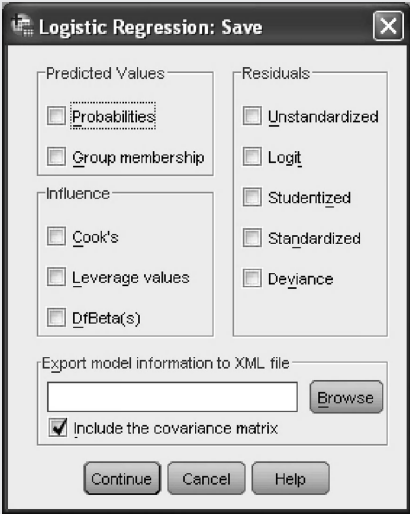 Logistic Regression: Save
Predicted Values
Probabilities
Group membership
Influence
Cook's
Leverage values
DfBeta(s)
Residuals
Unstandardized
Logit
Studentized
Standardized
Deviance
Export model information to XML file
Browse
Include the covariance matrix
Continue Cancel Help